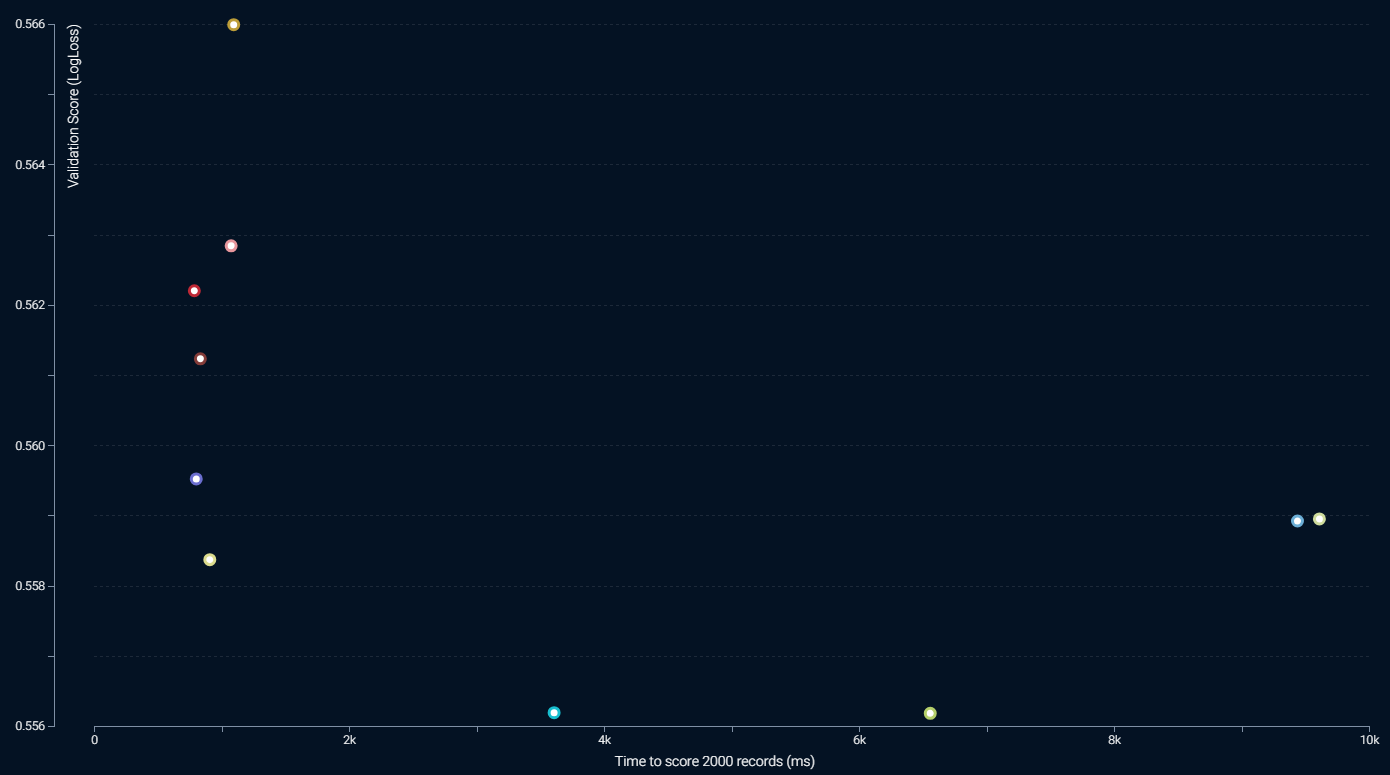 0.566
Validation Score (LogLoss)
0.564
0.562
0.560
0.558
0.556
0
2k
4k
6k
8k
10k
Time to score 2000 records (ms)